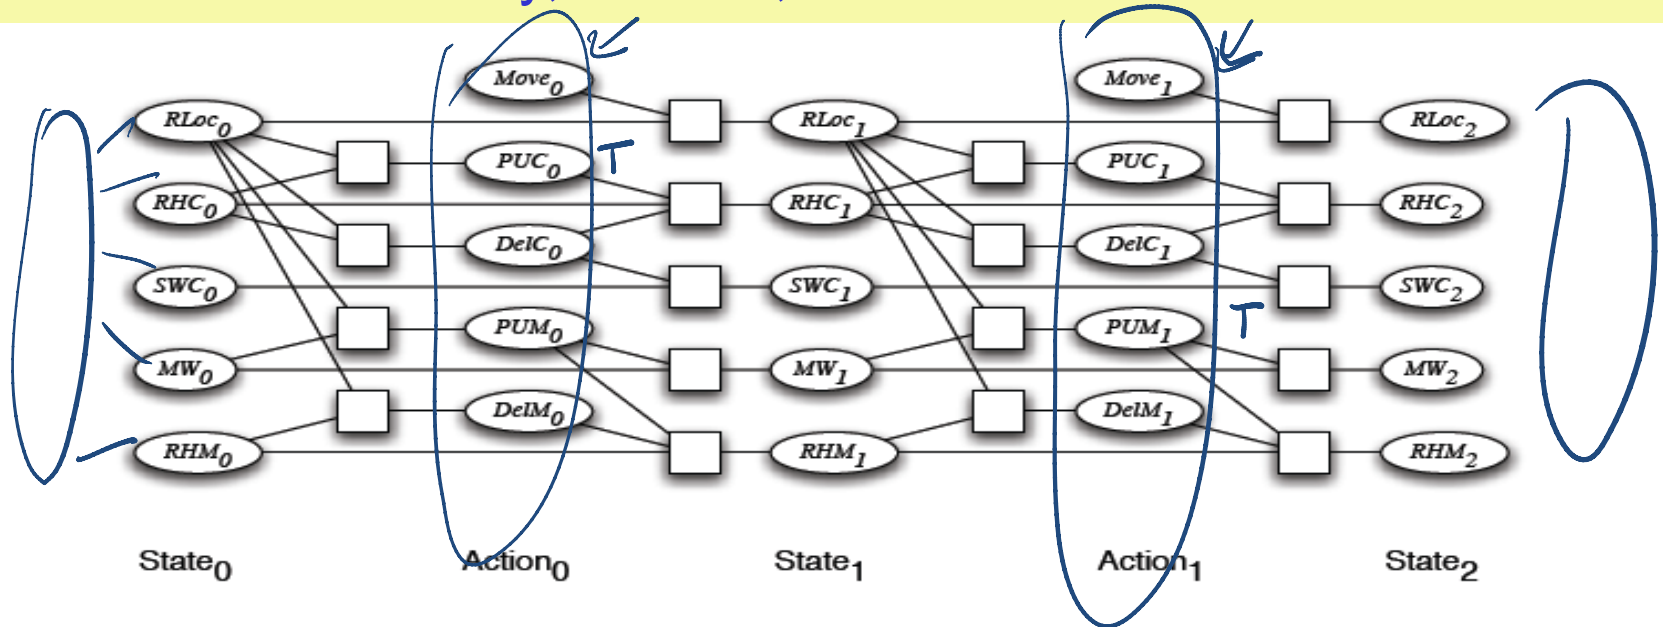 Move₀ Move₁
RLoc₀ RLoc₁ RLoc₂
PUC₀ T PUC₁
RHC₀ RHC₁ RHC₂
DelC₀ DelC₁
SWC₀ SWC₁ SWC₂
PUM₀ PUM₁ T
MW₀ MW₁ MW₂
DelM₀ DelM₁
RHM₀ RHM₁ RHM₂
State₀ Action₀ State₁ Action₁ State₂